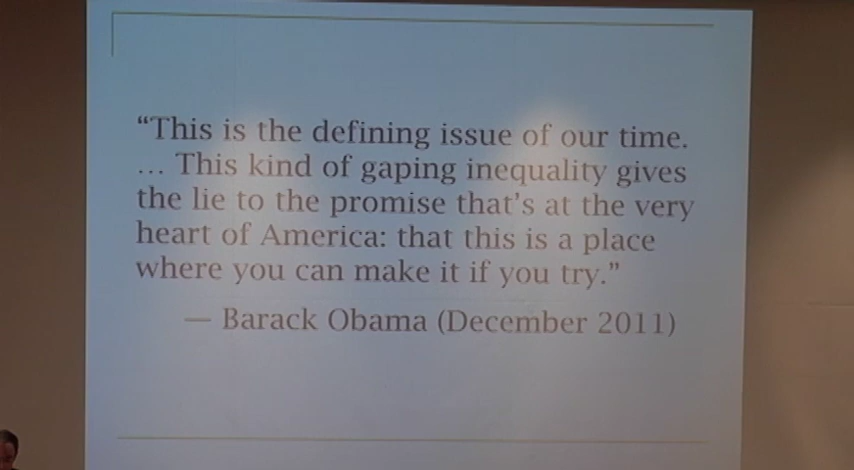 “This is the defining issue of our time.
… This kind of gaping inequality gives
the lie to the promise that’s at the very
heart of America: that this is a place
where you can make it if you try.”
— Barack Obama (December 2011)